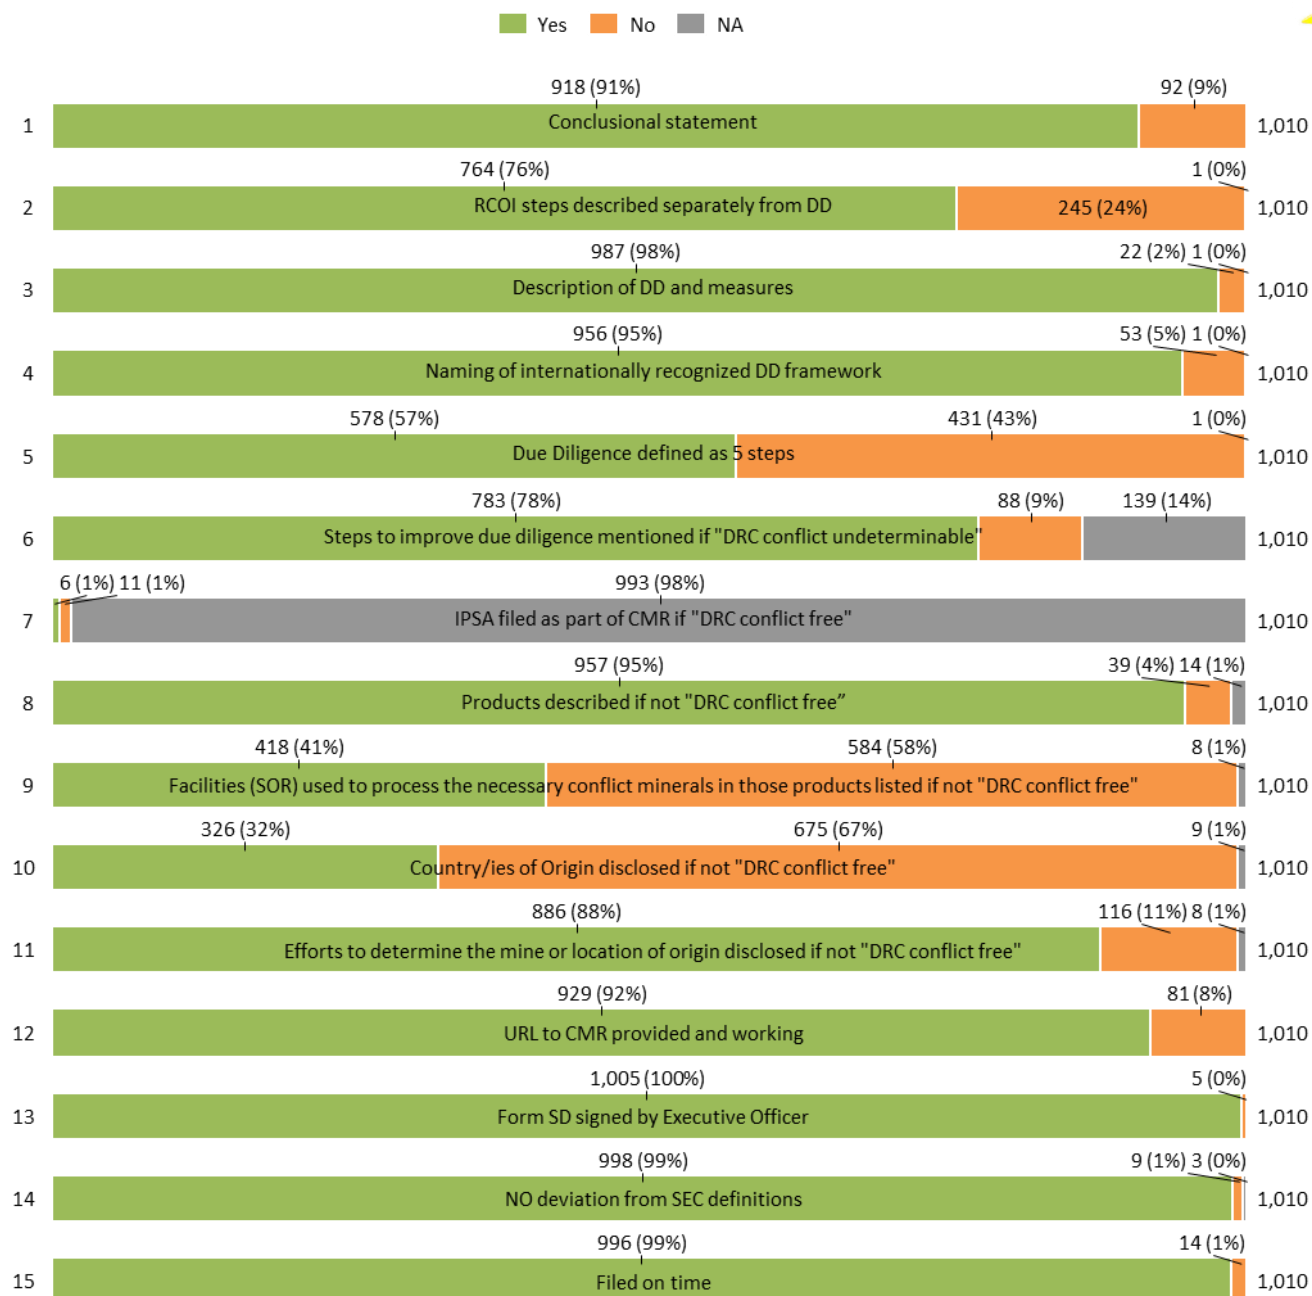 Yes No NA
918 (91%) 92 (9%)
1 Conclusional statement 1,010
764 (76%) 1 (0%)
2 RCOI steps described separately from DD 245 (24%) 1,010
987 (98%) 22 (2%) 1 (0%)
3 Description of DD and measures 1,010
956 (95%) 53 (5%) 1 (0%)
4 Naming of internationally recognized DD framework 1,010
578 (57%) 431 (43%) 1 (0%)
5 Due Diligence defined as 5 steps 1,010
783 (78%) 88 (9%) 139 (14%)
6 Steps to improve due diligence mentioned if "DRC conflict undeterminable" 1,010
6 (1%) 11 (1%) 993 (98%)
7 IPSA filed as part of CMR if "DRC conflict free" 1,010
957 (95%) 39 (4%) 14 (1%)
8 Products described if not "DRC conflict free” 1,010
418 (41%) 584 (58%) 8 (1%)
9 Facilities (SOR) used to process the necessary conflict minerals in those products listed if not "DRC conflict free" 1,010
326 (32%) 675 (67%) 9 (1%)
10 Country/ies of Origin disclosed if not "DRC conflict free" 1,010
886 (88%) 116 (11%) 8 (1%)
11 Efforts to determine the mine or location of origin disclosed if not "DRC conflict free" 1,010
929 (92%) 81 (8%)
12 URL to CMR provided and working 1,010
1,005 (100%) 5 (0%)
13 Form SD signed by Executive Officer 1,010
998 (99%) 9 (1%) 3 (0%)
14 NO deviation from SEC definitions 1,010
996 (99%) 14 (1%)
15 Filed on time 1,010